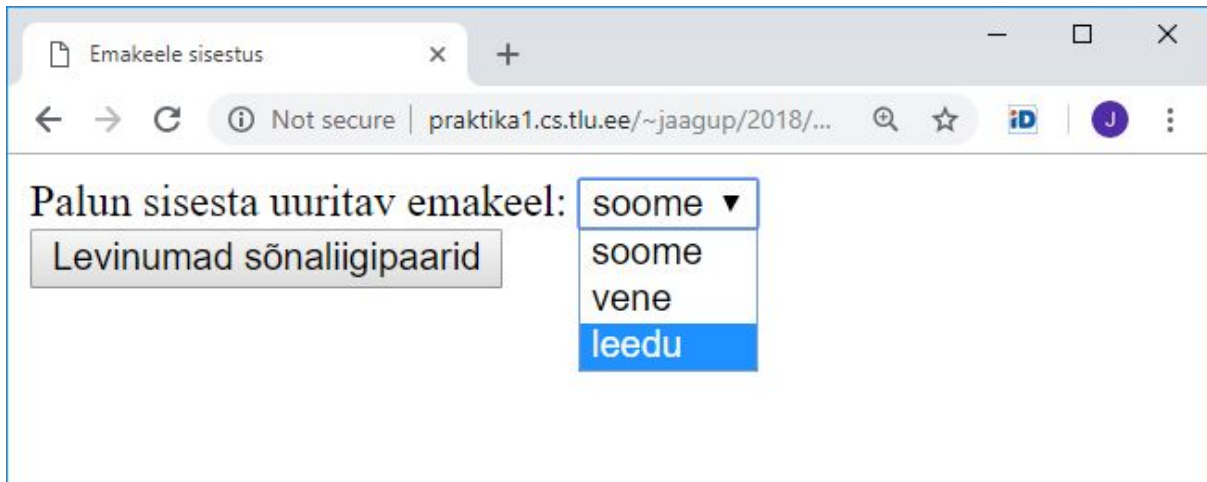 Emakeele sisestus
Not secure | praktika1.cs.tlu.ee/~jaagup/2018/... iD J
Palun sisesta uuritav emakeel: soome
Levinumad sõnaliigipaarid
soome
vene
leedu